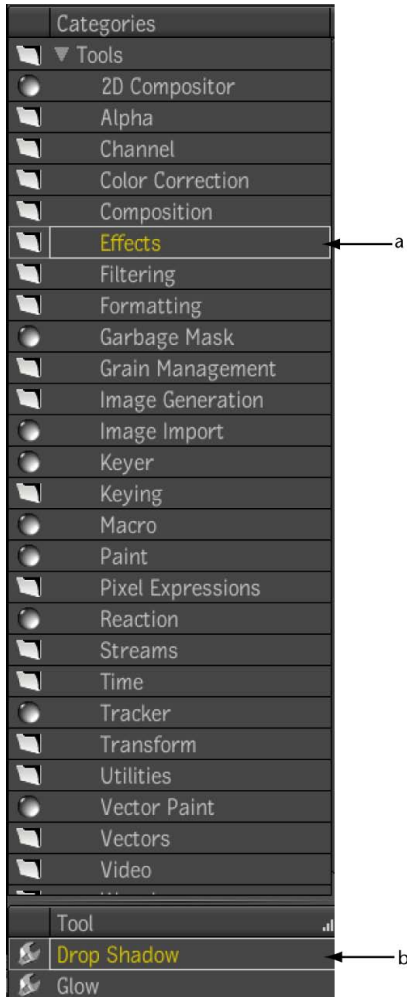 Categories
Tools
2D Compositor
Alpha
Channel
Color Correction
Composition
Effects
a
Filtering
Formatting
Garbage Mask
Grain Management
Image Generation
Image Import
Keyer
Keying
Macro
Paint
Pixel Expressions
Reaction
Streams
Time
Tracker
Transform
Utilities
Vector Paint
Vectors
Video
Tool
Drop Shadow
b
Glow